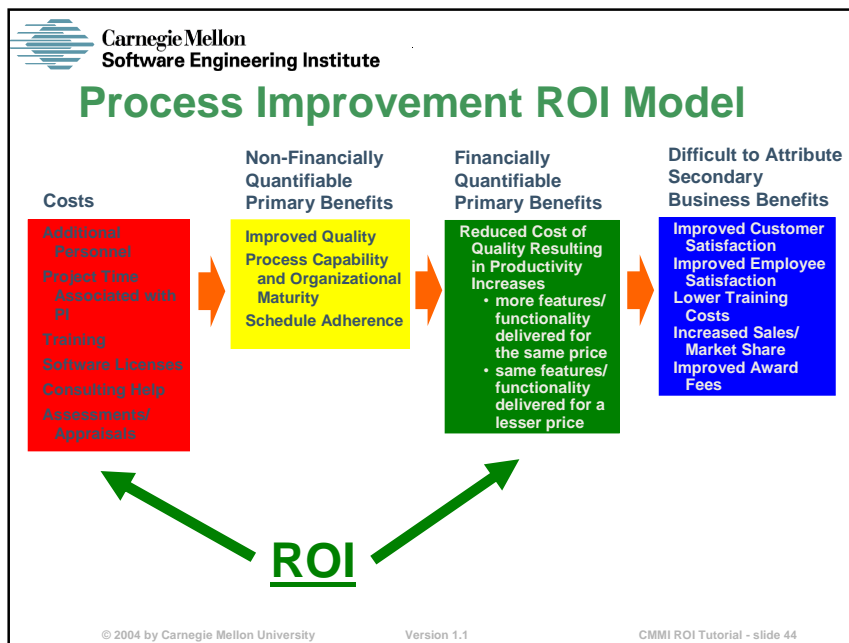 Carnegie Mellon
Software Engineering Institute
Process Improvement ROI Model
Costs
Additional
Personnel
Project Time
Associated with
PI
Training
Software Licenses
Consulting Help
Assessments/
Appraisals
Non-Financially
Quantifiable
Primary Benefits
Improved Quality
Process Capability
and Organizational
Maturity
Schedule Adherence
Financially
Quantifiable
Primary Benefits
Reduced Cost of
Quality Resulting
in Productivity
Increases
• more features/
functionality
delivered for
the same price
• same features/
functionality
delivered for a
lesser price
Difficult to Attribute
Secondary
Business Benefits
Improved Customer
Satisfaction
Improved Employee
Satisfaction
Lower Training
Costs
Increased Sales/
Market Share
Improved Award
Fees
ROI
© 2004 by Carnegie Mellon University
Version 1.1
CMMI ROI Tutorial - slide 44